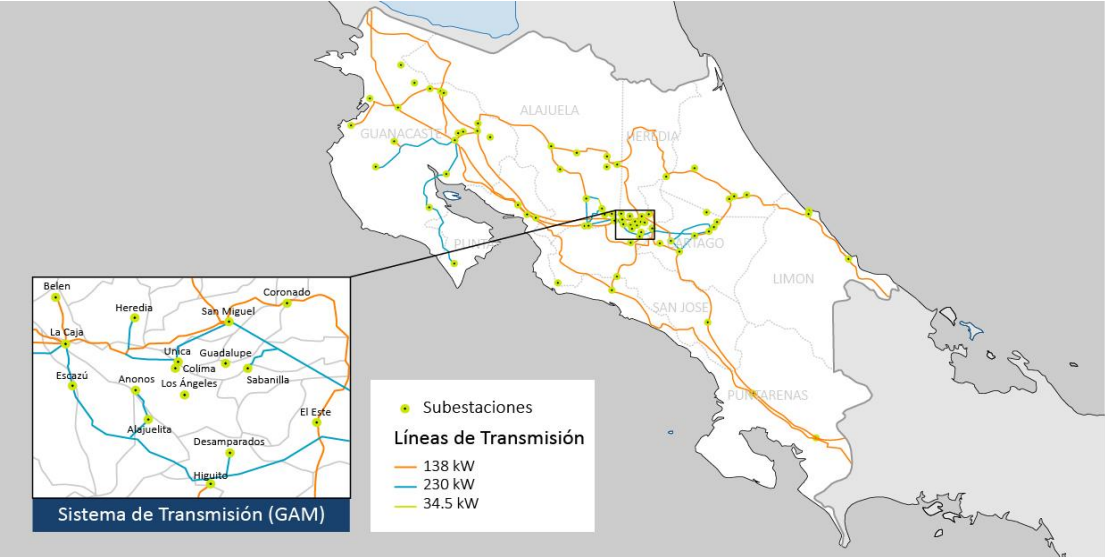 ALAJUELA
GUANACASTE
HEREDIA
PUNTA
CARTAGO
LIMON
SAN JOSE
PUNTARENAS
Belen
Heredia
San Miguel
Coronado
La Caja
Unica
Guadalupe
Colima
Escazú
Anonos
Los Ángeles
Sabanilla
Alajuelita
El Este
Desamparados
Higuito
Sistema de Transmisión (GAM)
Subestaciones
Líneas de Transmisión
138 kW
230 kW
34.5 kW